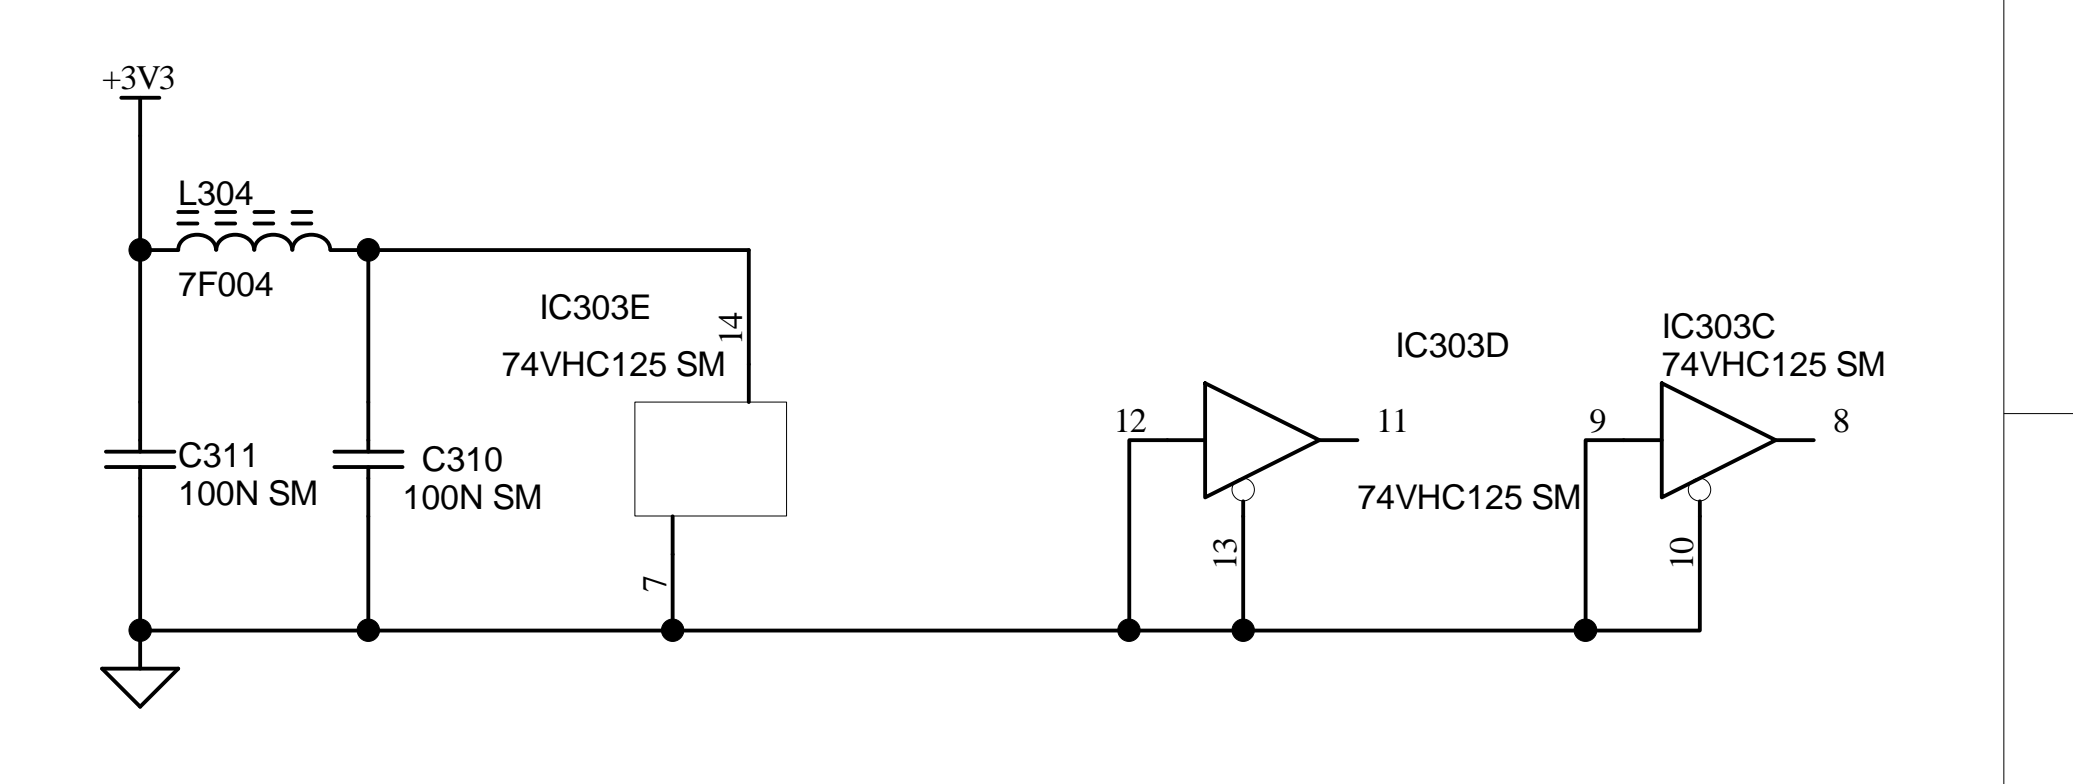 +3V3
L304
7F004
IC303E
74VHC125 SM
14
C311
100N SM
C310
100N SM
7
12
11
13
IC303D
74VHC125 SM
IC303C
74VHC125 SM
9
8
10